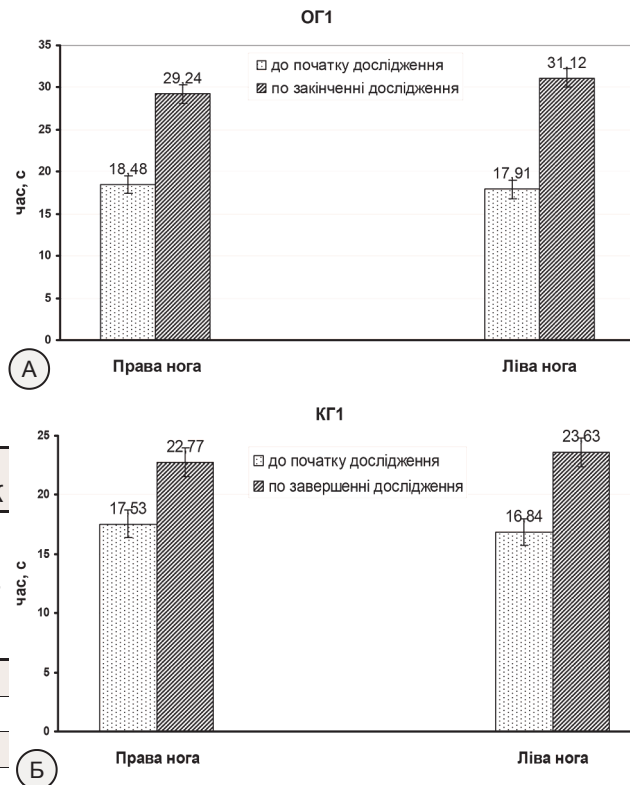 ОГ1
35
30
25
20
15
10
5
0
час, с
до початку дослідження
по закінченні дослідження
18,48
29,24
17,91
31,12
Права нога
Ліва нога
А
КГ1
25
20
15
10
5
0
час, с
до початку дослідження
по завершенні дослідження
17,53
22,77
16,84
23,63
Права нога
Ліва нога
Б